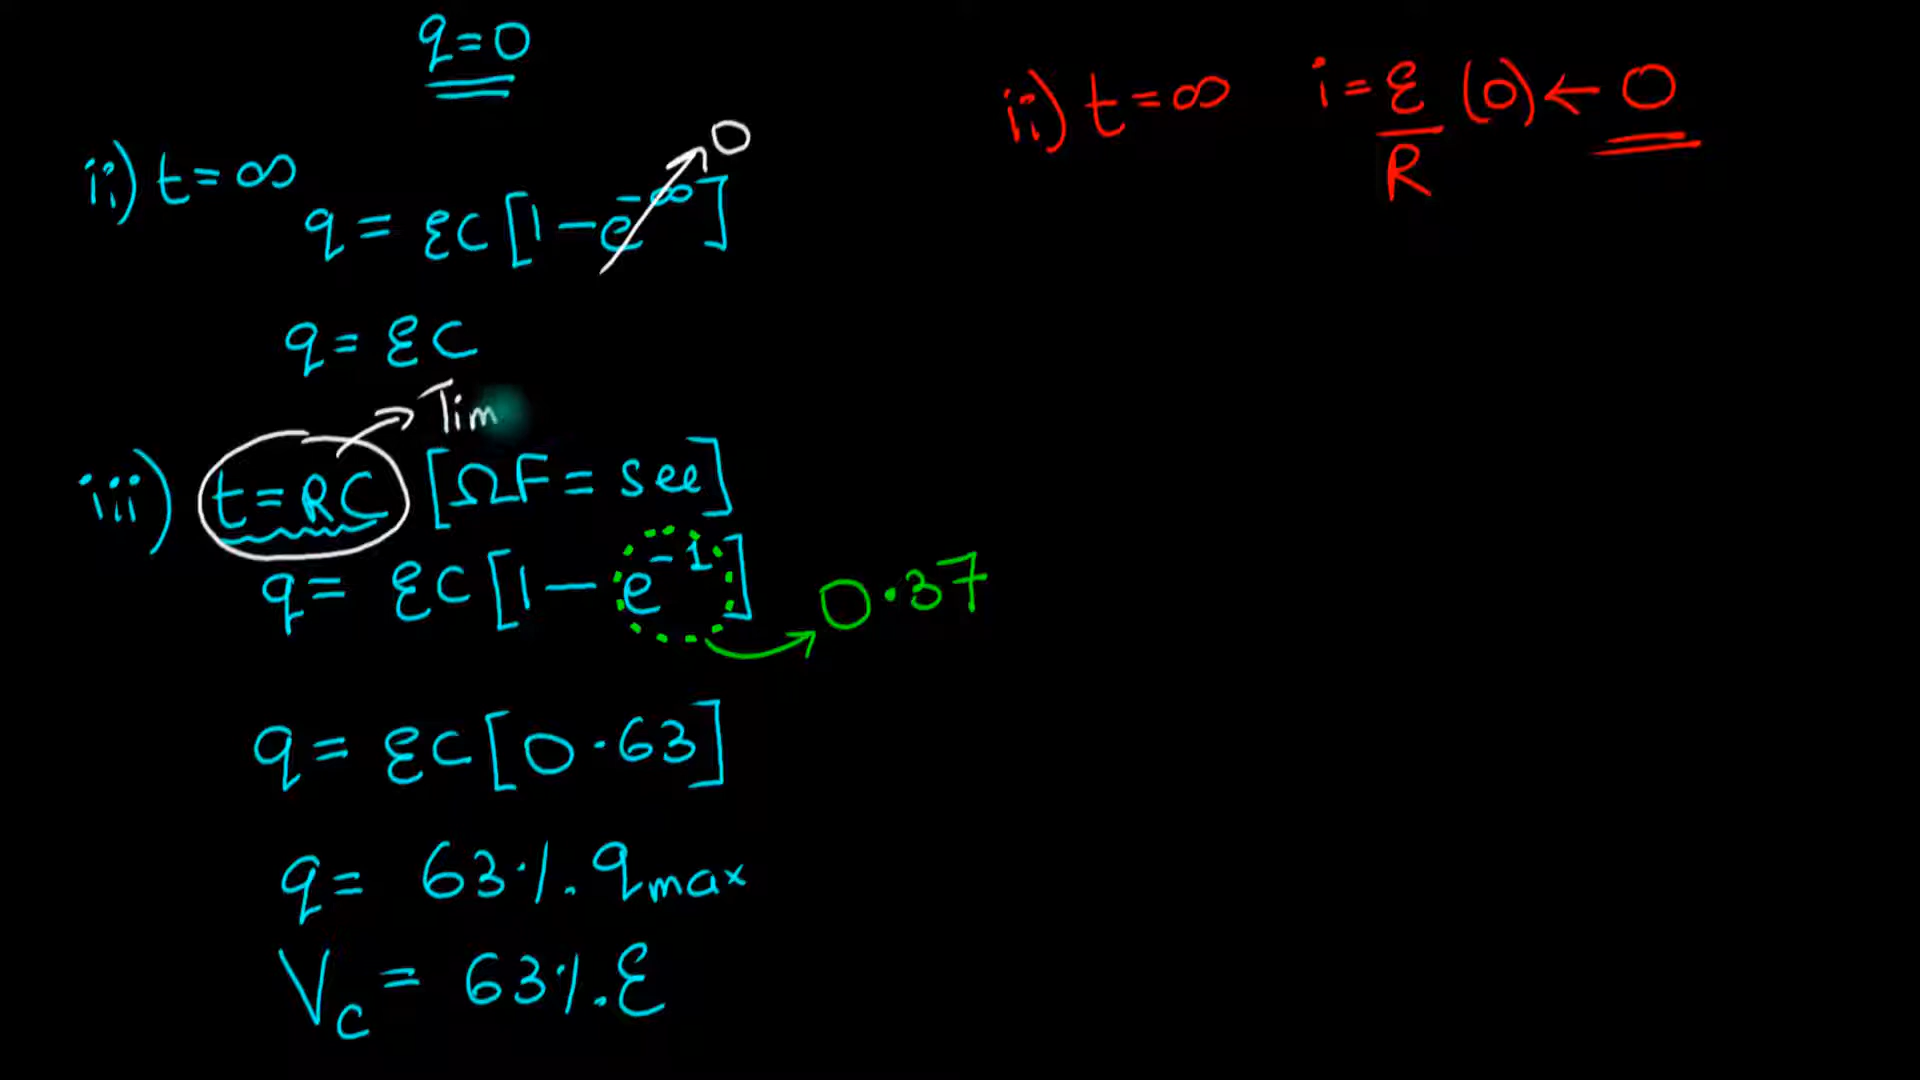 q=0
ii) t=∞
q = εC[1-e^-∞] 0
q= εC
Tim
iii) t=RC [ΩF= see]
q= εC[1-e^-1] 0.37
q= εC[0.63]
q= 63%. qmax
Vc = 63%. ε
ii) t=∞ i= ε/R (0) ← 0